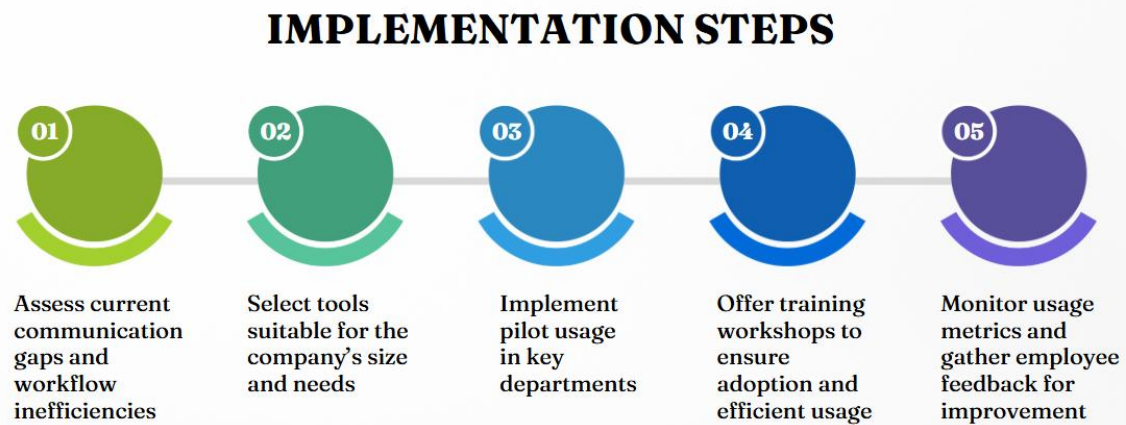 IMPLEMENTATION STEPS
01
Assess current
communication
gaps and
workflow
inefficiencies
02
Select tools
suitable for the
company's size
and needs
03
Implement
pilot usage
in key
departments
04
Offer training
workshops to
ensure
adoption and
efficient usage
05
Monitor usage
metrics and
gather employee
feedback for
improvement